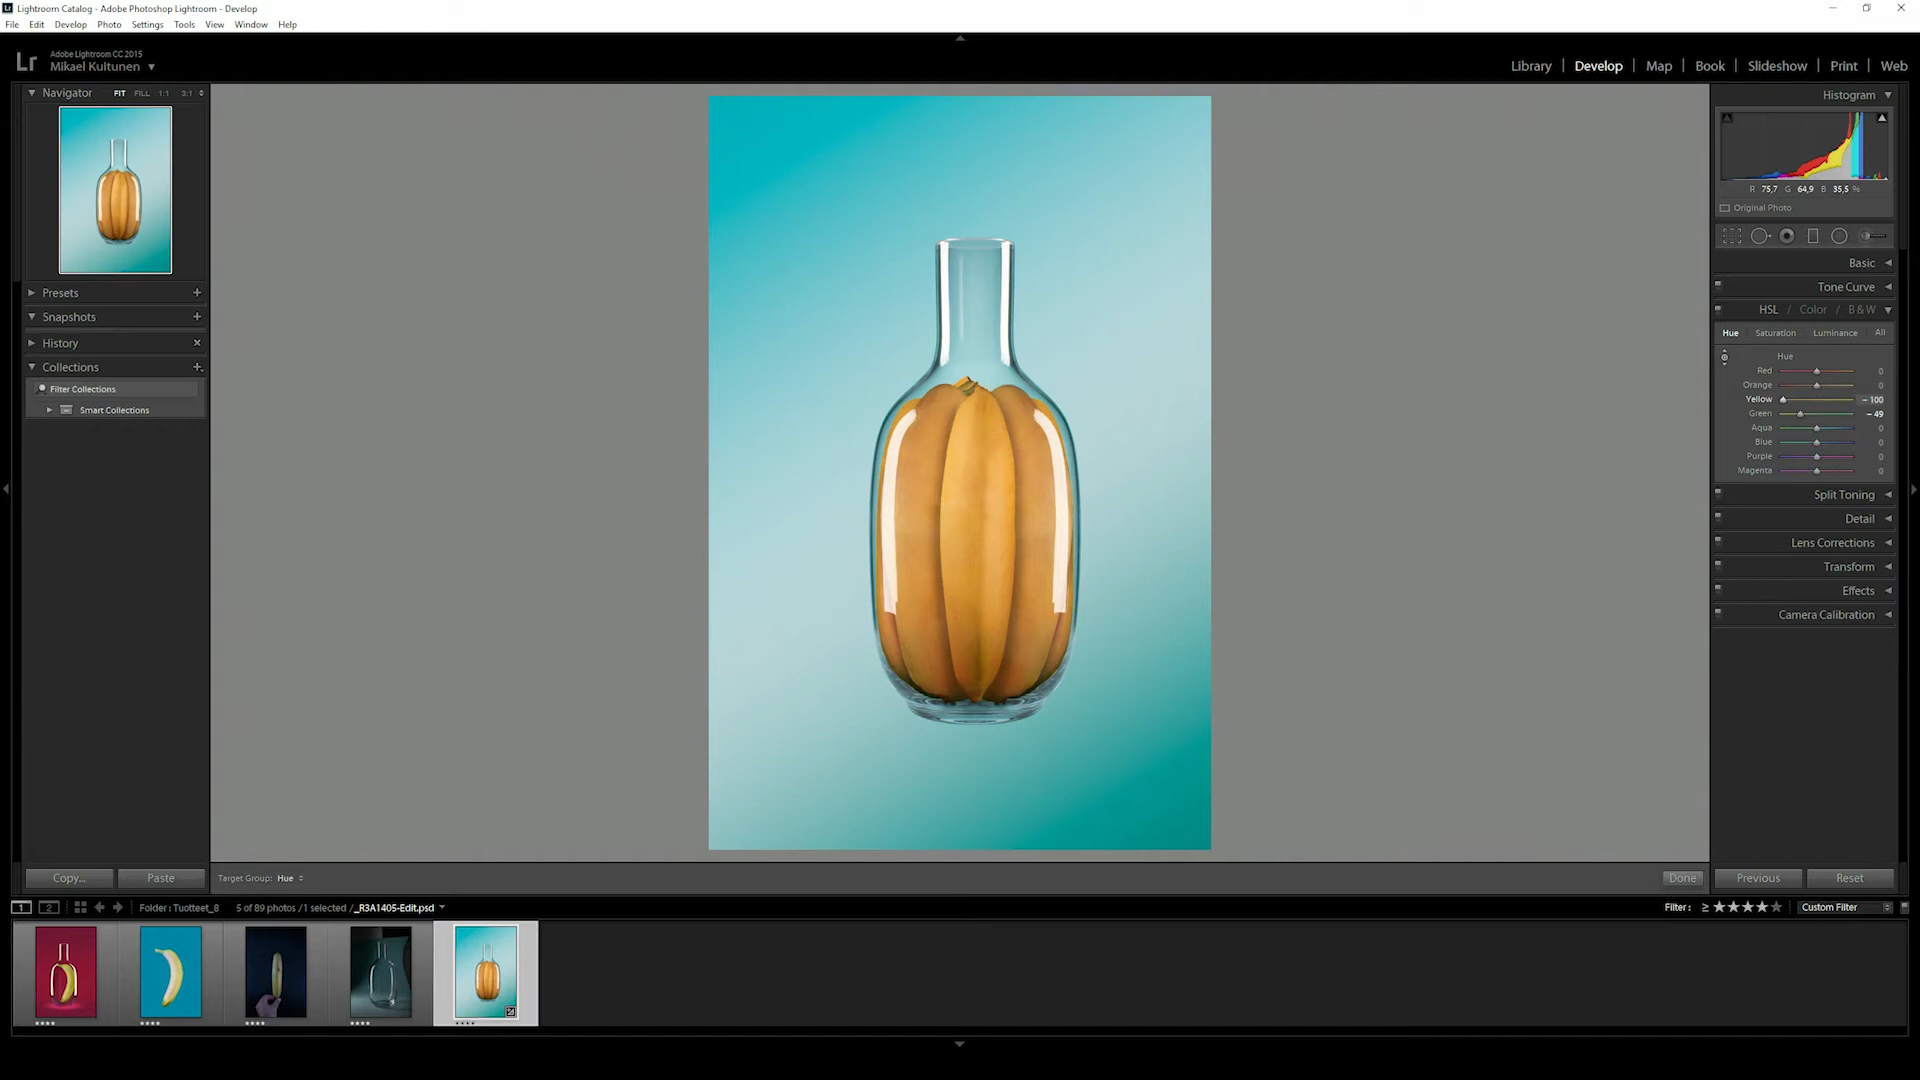 Lightroom Catalog - Adobe Photoshop Lightroom - Develop
File Edit Develop Photo Settings Tools View Window Help
Lr
Adobe Lightroom CC 2015
Mikael Kultunen
Library | Develop | Map | Book | Slideshow | Print | Web
Navigator FIT FILL 1:1 3:1
Histogram
R 75,7 G 64,9 B 35,5 %
Original Photo
Basic
Tone Curve
HSL / Color / B & W
Hue Saturation Luminance All
Hue
Red 0
Orange 0
Yellow - 100
Green - 49
Aqua 0
Blue 0
Purple 0
Magenta 0
Split Toning
Detail
Lens Corrections
Transform
Effects
Camera Calibration
Presets +
Snapshots +
History ×
Collections +
Filter Collections
Smart Collections
Copy... Paste
Target Group: Hue
Done
Previous Reset
1 2 Folder : Tuotteet_8 5 of 89 photos /1 selected /_R3A1405-Edit.psd
Filter : ≥ ★★★★★ Custom Filter